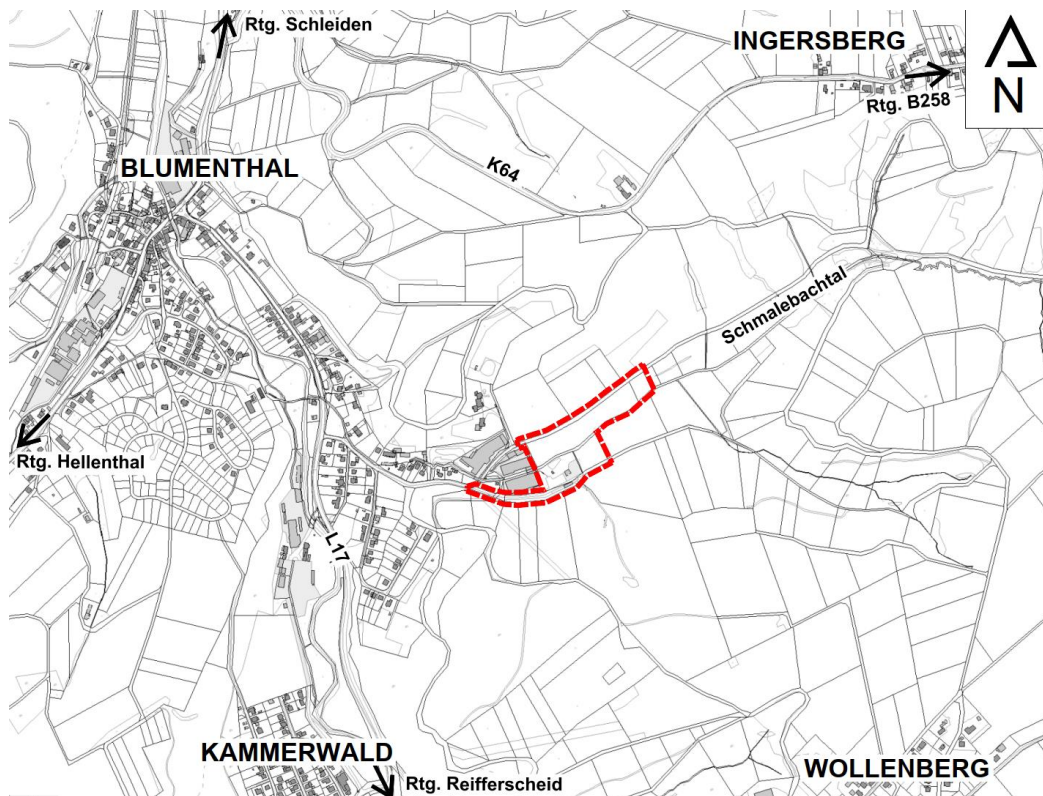 Rtg. Schleiden
INGERSBERG
N
Rtg. B258
BLUMENTHAL
K64
Schmalebachtal
Rtg. Hellenthal
L17
KAMMERWALD
WOLLENBERG
Rtg. Reifferscheid